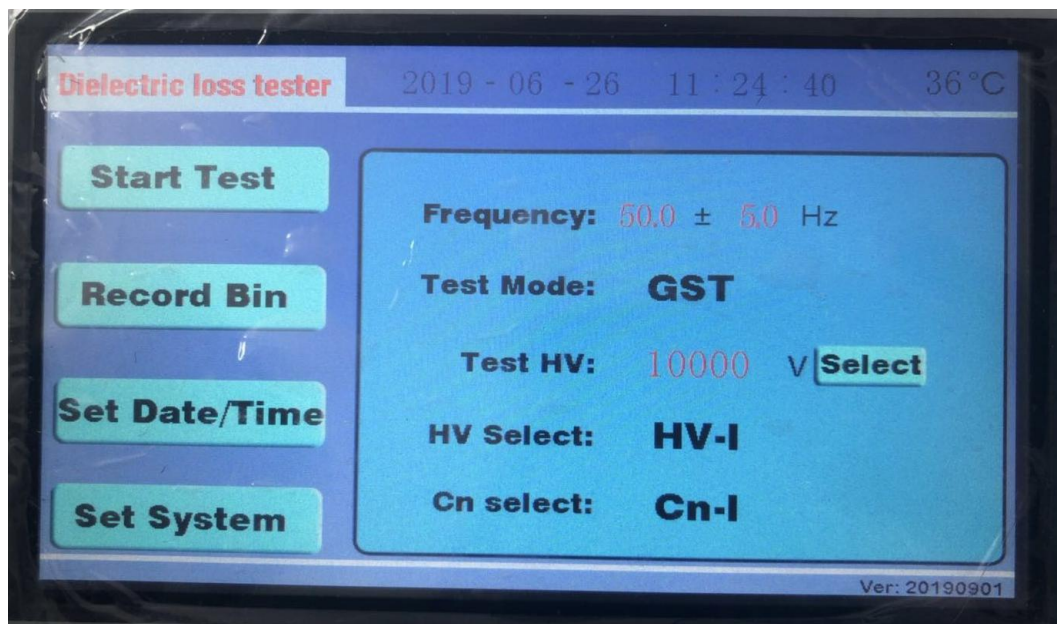 Dielectric loss tester 2019 - 06 - 26 11 : 24 : 40 36°C
Start Test
Record Bin
Set Date/Time
Set System
Frequency: 50.0 ± 5.0 Hz
Test Mode: GST
Test HV: 10000 V Select
HV Select: HV-I
Cn select: Cn-I
Ver: 20190901